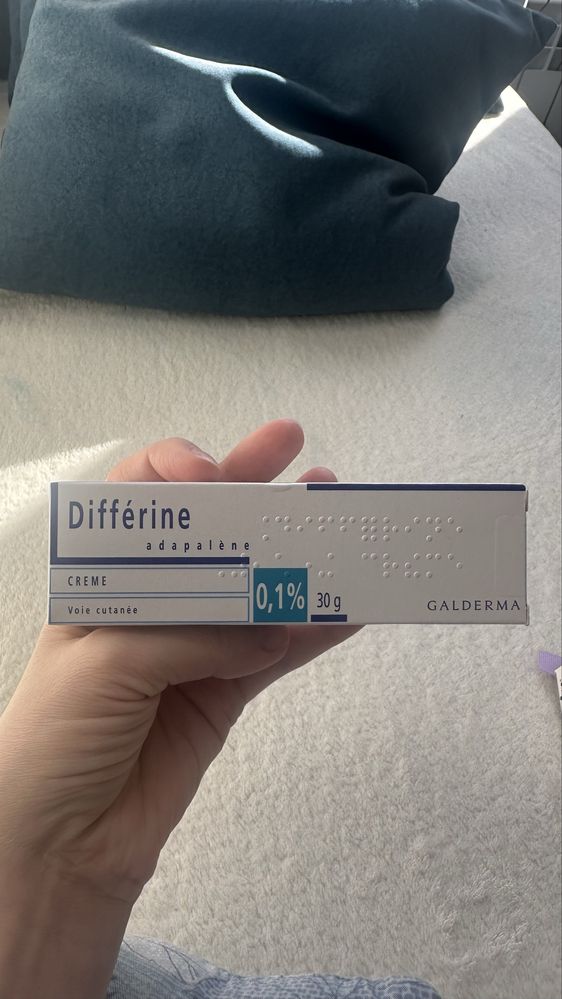 Différine
adapalène
CREME
0,1%
30 g
Voie cutanée
GALDERMA